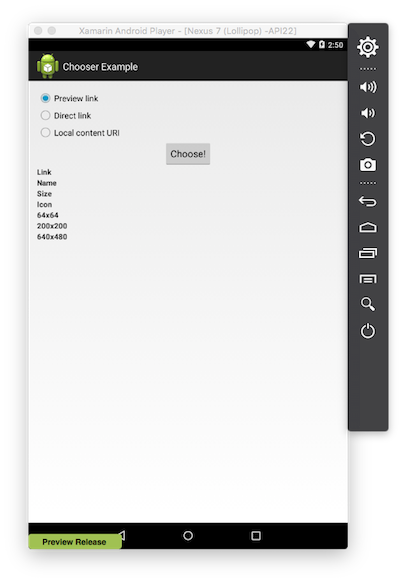 Xamarin Android Player - [Nexus 7 (Lollipop) -API22]
2:50
Chooser Example
Preview link
Direct link
Local content URI
Choose!
Link
Name
Size
Icon
64x64
200x200
640x480
Preview Release